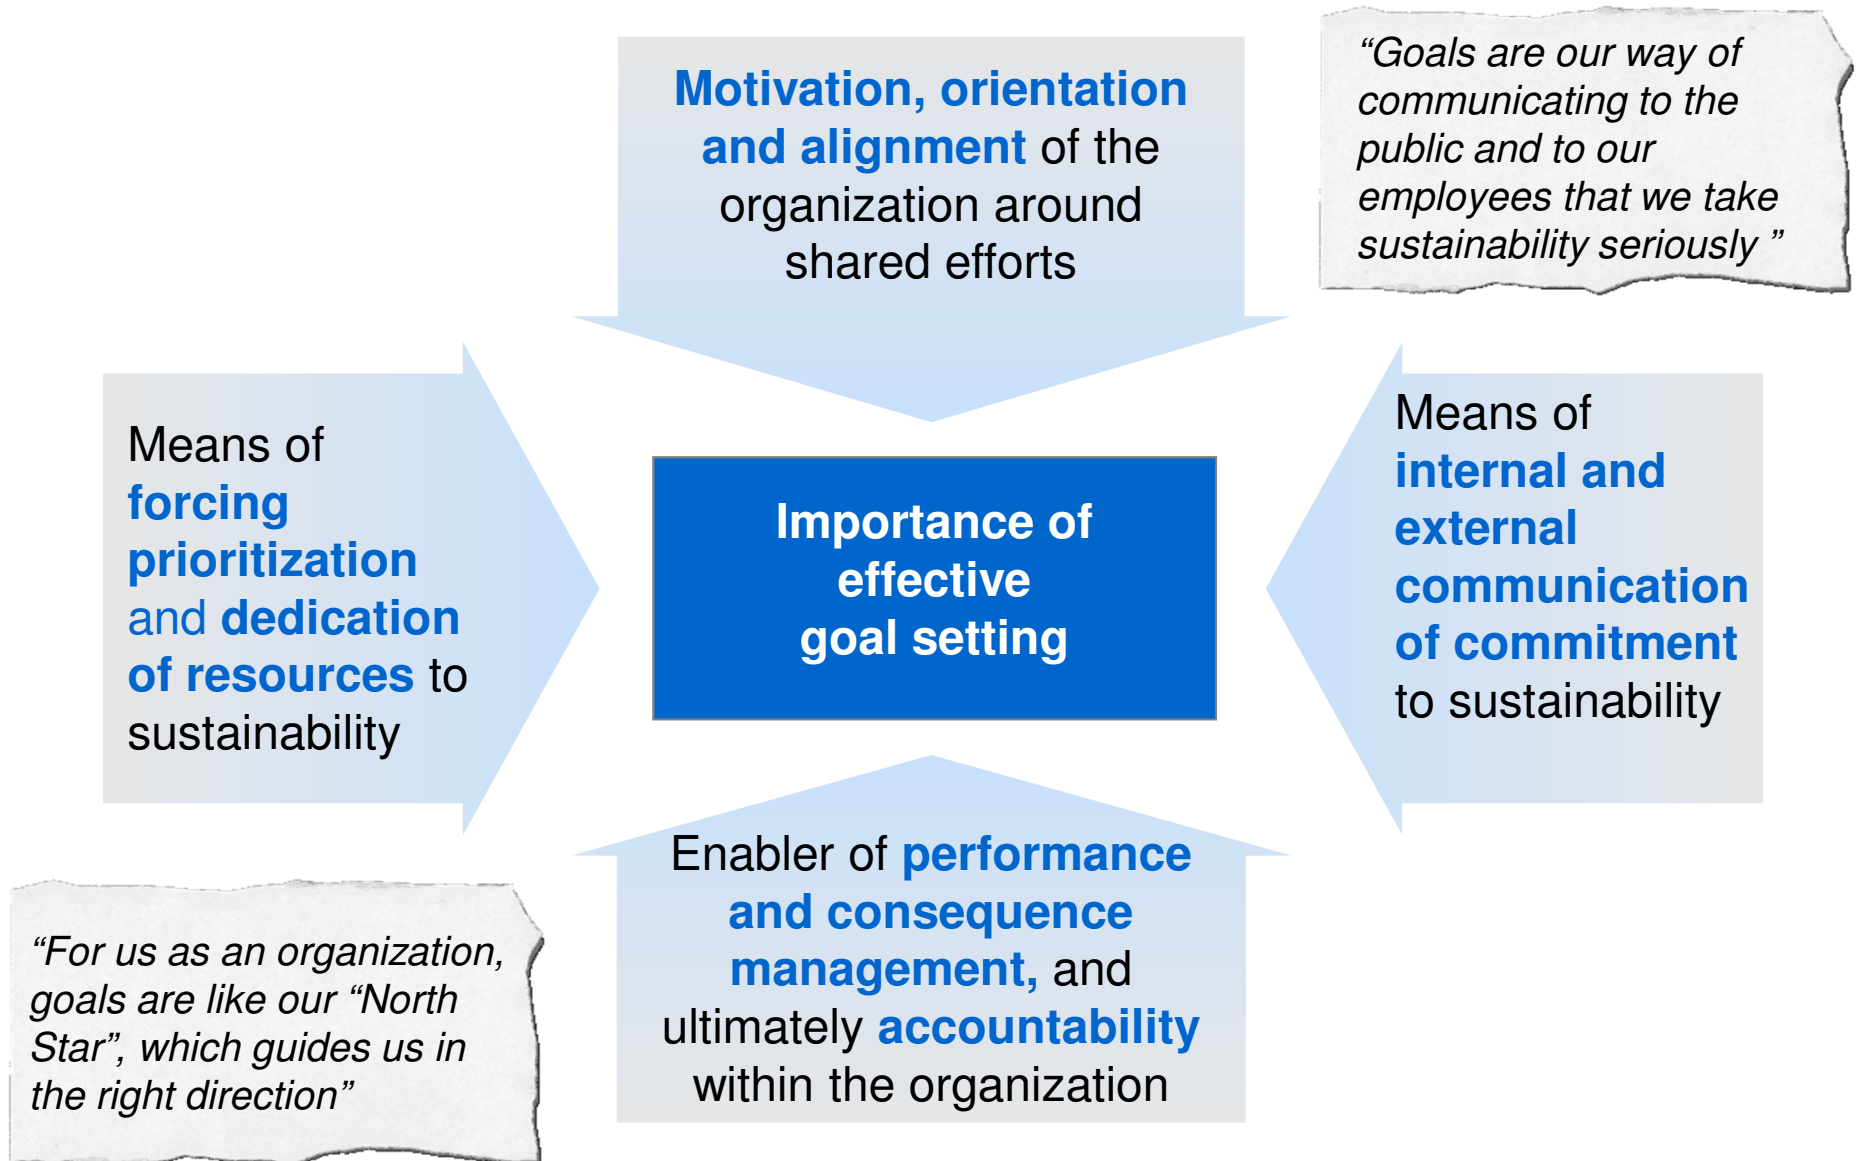 Motivation, orientation
and alignment of the
organization around
shared efforts
“Goals are our way of
communicating to the
public and to our
employees that we take
sustainability seriously ”
Means of
forcing
prioritization
and dedication
of resources to
sustainability
Importance of
effective
goal setting
Means of
internal and
external
communication
of commitment
to sustainability
Enabler of performance
and consequence
management, and
ultimately accountability
within the organization
“For us as an organization,
goals are like our “North
Star”, which guides us in
the right direction”